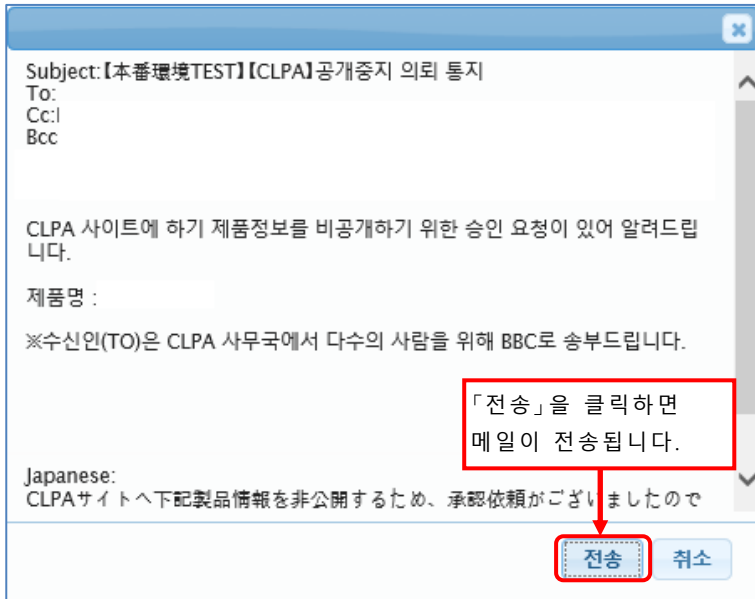 Subject:【本番環境TEST】【CLPA】공개중지 의뢰 통지
To:
Cc:l
Bcc
CLPA 사이트에 하기 제품정보를 비공개하기 위한 승인 요청이 있어 알려드립
니다.
제품명 :
※수신인(TO)은 CLPA 사무국에서 다수의 사람을 위해 BBC로 송부드립니다.
「전송」을 클릭하면
메일이 전송됩니다.
Japanese:
CLPAサイトへ下記製品情報を非公開するため、承認依頼がございましたので
전송 취소